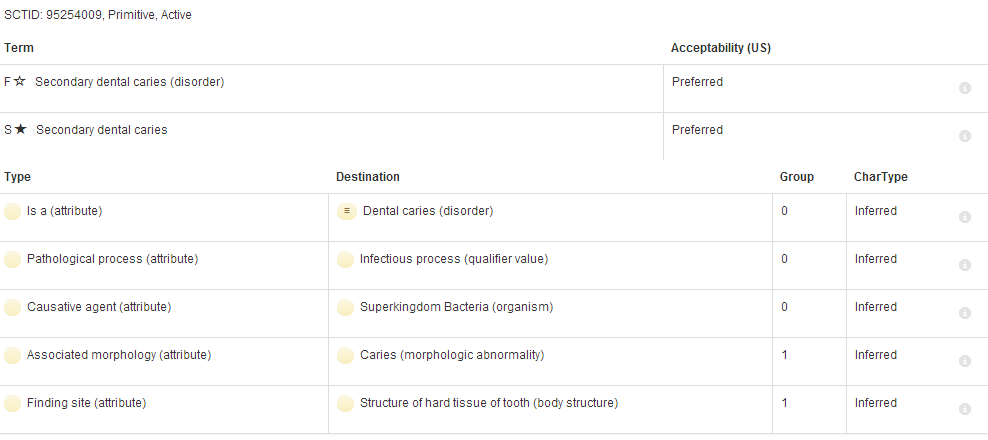 SCTID: 95254009, Primitive, Active
Term Acceptability (US)
F ☆ Secondary dental caries (disorder) Preferred
S ★ Secondary dental caries Preferred
Type Destination Group CharType
Is a (attribute) ≡ Dental caries (disorder) 0 Inferred
Pathological process (attribute) Infectious process (qualifier value) 0 Inferred
Causative agent (attribute) Superkingdom Bacteria (organism) 0 Inferred
Associated morphology (attribute) Caries (morphologic abnormality) 1 Inferred
Finding site (attribute) Structure of hard tissue of tooth (body structure) 1 Inferred